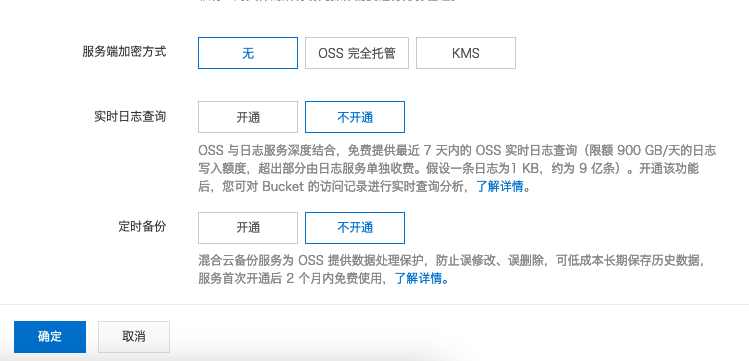 服务端加密方式 无 OSS 完全托管 KMS
实时日志查询 开通 不开通
OSS 与日志服务深度结合，免费提供最近 7 天内的 OSS 实时日志查询（限额 900 GB/天的日志
写入额度，超出部分由日志服务单独收费。假设一条日志为1 KB，约为 9 亿条）。开通该功能
后，您可对 Bucket 的访问记录进行实时查询分析，了解详情。
定时备份 开通 不开通
混合云备份服务为 OSS 提供数据处理保护，防止误修改、误删除，可低成本长期保存历史数据，
服务首次开通后 2 个月内免费使用，了解详情。
确定 取消